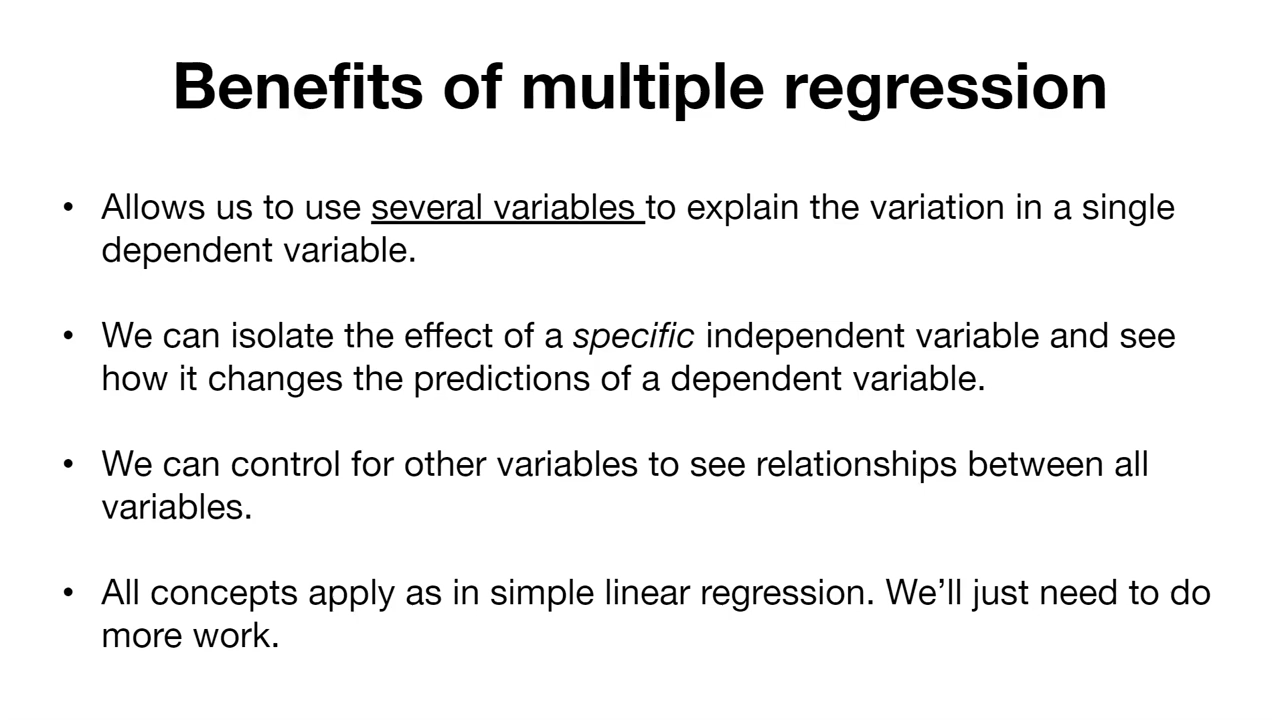 Benefits of multiple regression
• Allows us to use several variables to explain the variation in a single
dependent variable.
• We can isolate the effect of a specific independent variable and see
how it changes the predictions of a dependent variable.
• We can control for other variables to see relationships between all
variables.
• All concepts apply as in simple linear regression. We’ll just need to do
more work.